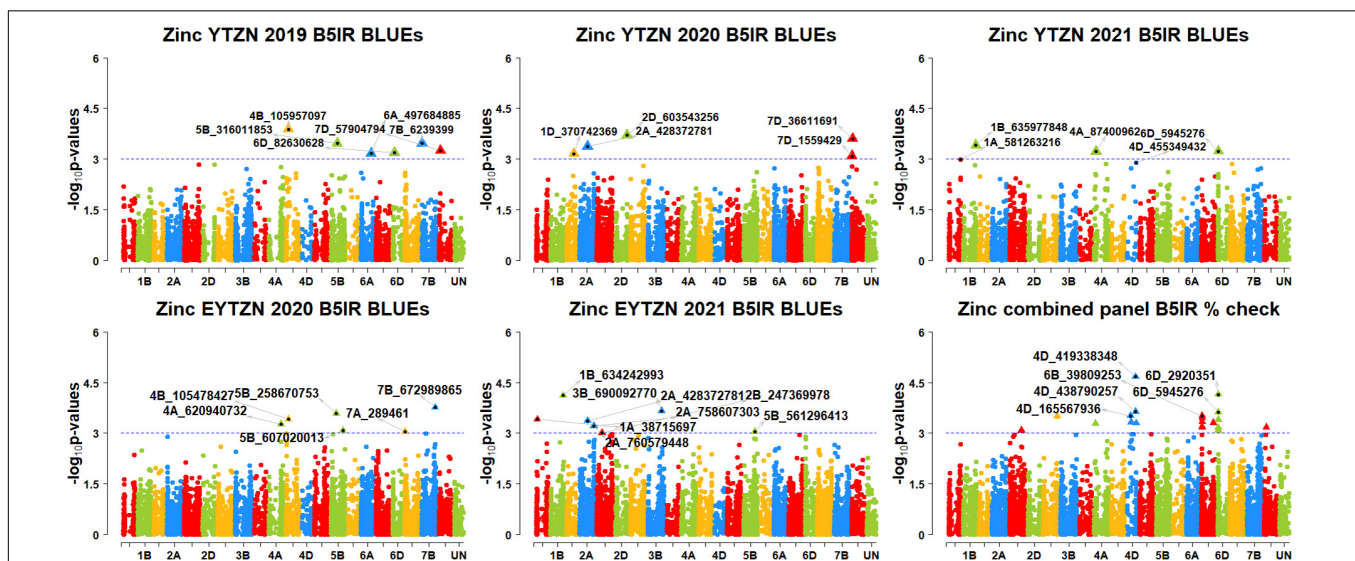 Zinc YTZN 2019 B5IR BLUEs
-log10p-values
6
4.5
3
1.5
0
4B_105957097
6A_497684885
5B_316011853
7D_57904794
7B_6239399
6D_82630628
1B 2A 2D 3B 4D 5B 6A 6D 7B UN
Zinc YTZN 2020 B5IR BLUEs
-log10p-values
6
4.5
3
1.5
0
2D_603543256
1D_370742369
2A_428372781
7D_36611691
7D_1559429
1B 2A 2D 3B 4D 5B 6A 6D 7B UN
Zinc YTZN 2021 B5IR BLUEs
-log10p-values
6
4.5
3
1.5
0
1B_635977848
1A_581263216
4A_87400962
6D_5945276
4D_455349432
1B 2A 2D 3B 4A 4D 5B 6A 6D 7B UN
Zinc EYTZN 2020 B5IR BLUEs
-log10p-values
6
4.5
3
1.5
0
4B_105478427
5B_258670753
7B_672989865
4A_620940732
7A_289461
5B_607020013
1B 2A 2D 3B 4D 5B 6A 6D 7B UN
Zinc EYTZN 2021 B5IR BLUEs
-log10p-values
6
4.5
3
1.5
0
1B_634242993
3B_690092770
2A_428372781
2B_247369978
2A_758607303
5B_561296413
1A_38715697
2A_760579448
1B 2A 2D 3B 4D 5B 6A 6D 7B UN
Zinc combined panel B5IR % check
-log10p-values
6
4.5
3
1.5
0
4D_419338348
6B_39809253
6D_2920351
4D_438790257
6D_5945276
4D_165567936
1B 2A 2D 3B 4A 4D 5B 6A 6D 7B UN